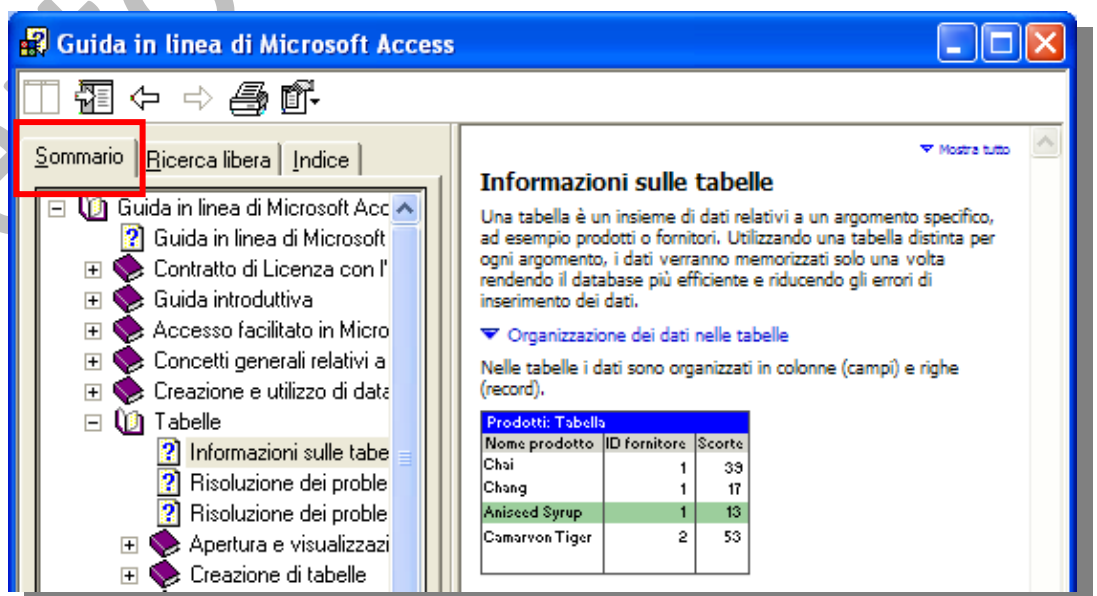 Guida in linea di Microsoft Access
Sommario Ricerca libera Indice
Guida in linea di Microsoft Acc
Guida in linea di Microsoft
Contratto di Licenza con l'
Guida introduttiva
Accesso facilitato in Micro
Concetti generali relativi a
Creazione e utilizzo di data
Tabelle
Informazioni sulle tabe
Risoluzione dei proble
Risoluzione dei proble
Apertura e visualizzazi
Creazione di tabelle
Mostra tutto
Informazioni sulle tabelle
Una tabella è un insieme di dati relativi a un argomento specifico,
ad esempio prodotti o fornitori. Utilizzando una tabella distinta per
ogni argomento, i dati verranno memorizzati solo una volta
rendendo il database più efficiente e riducendo gli errori di
inserimento dei dati.
Organizzazione dei dati nelle tabelle
Nelle tabelle i dati sono organizzati in colonne (campi) e righe
(record).
Prodotti: Tabella
Nome prodotto ID fornitore Scorte
Chai 1 39
Chang 1 17
Aniseed Syrup 1 13
Camarvon Tiger 2 53